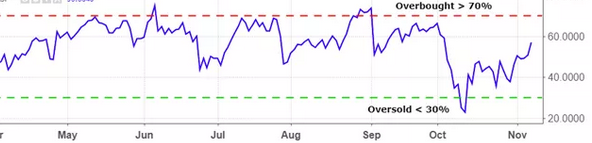 Overbought > 70%
60.0000
40.0000
Oversold < 30%
20.0000
May Jun Jul Aug Sep Oct Nov